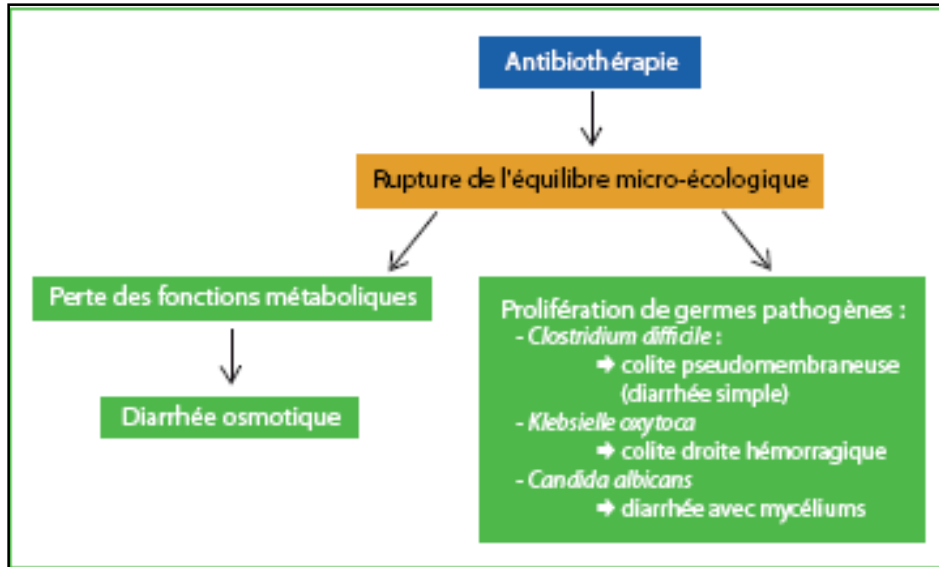 Antibiothérapie
Rupture de l'équilibre micro-écologique
Perte des fonctions métaboliques
Diarrhée osmotique
Prolifération de germes pathogènes :
- Clostridium difficile :
➔ colite pseudomembraneuse
(diarrhée simple)
- Klebsielle oxytoca
➔ colite droite hémorragique
- Candida albicans
➔ diarrhée avec mycéliums